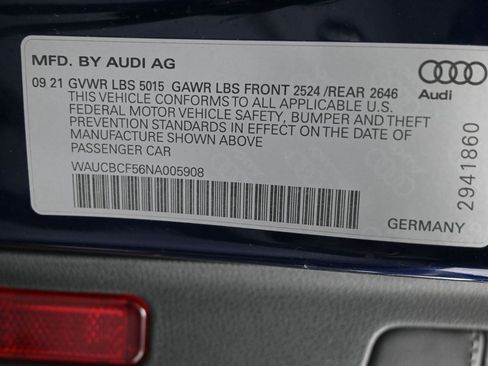 MFD. BY AUDI AG
09 21 GVWR LBS 5015 GAWR LBS FRONT 2524 /REAR 2646
THIS VEHICLE CONFORMS TO ALL APPLICABLE U.S.
FEDERAL MOTOR VEHICLE SAFETY, BUMPER AND THEFT
PREVENTION STANDARDS IN EFFECT ON THE DATE OF
MANUFACTURE SHOWN ABOVE
PASSENGER CAR
WAUCBCF56NA005908
Audi
2941860
GERMANY